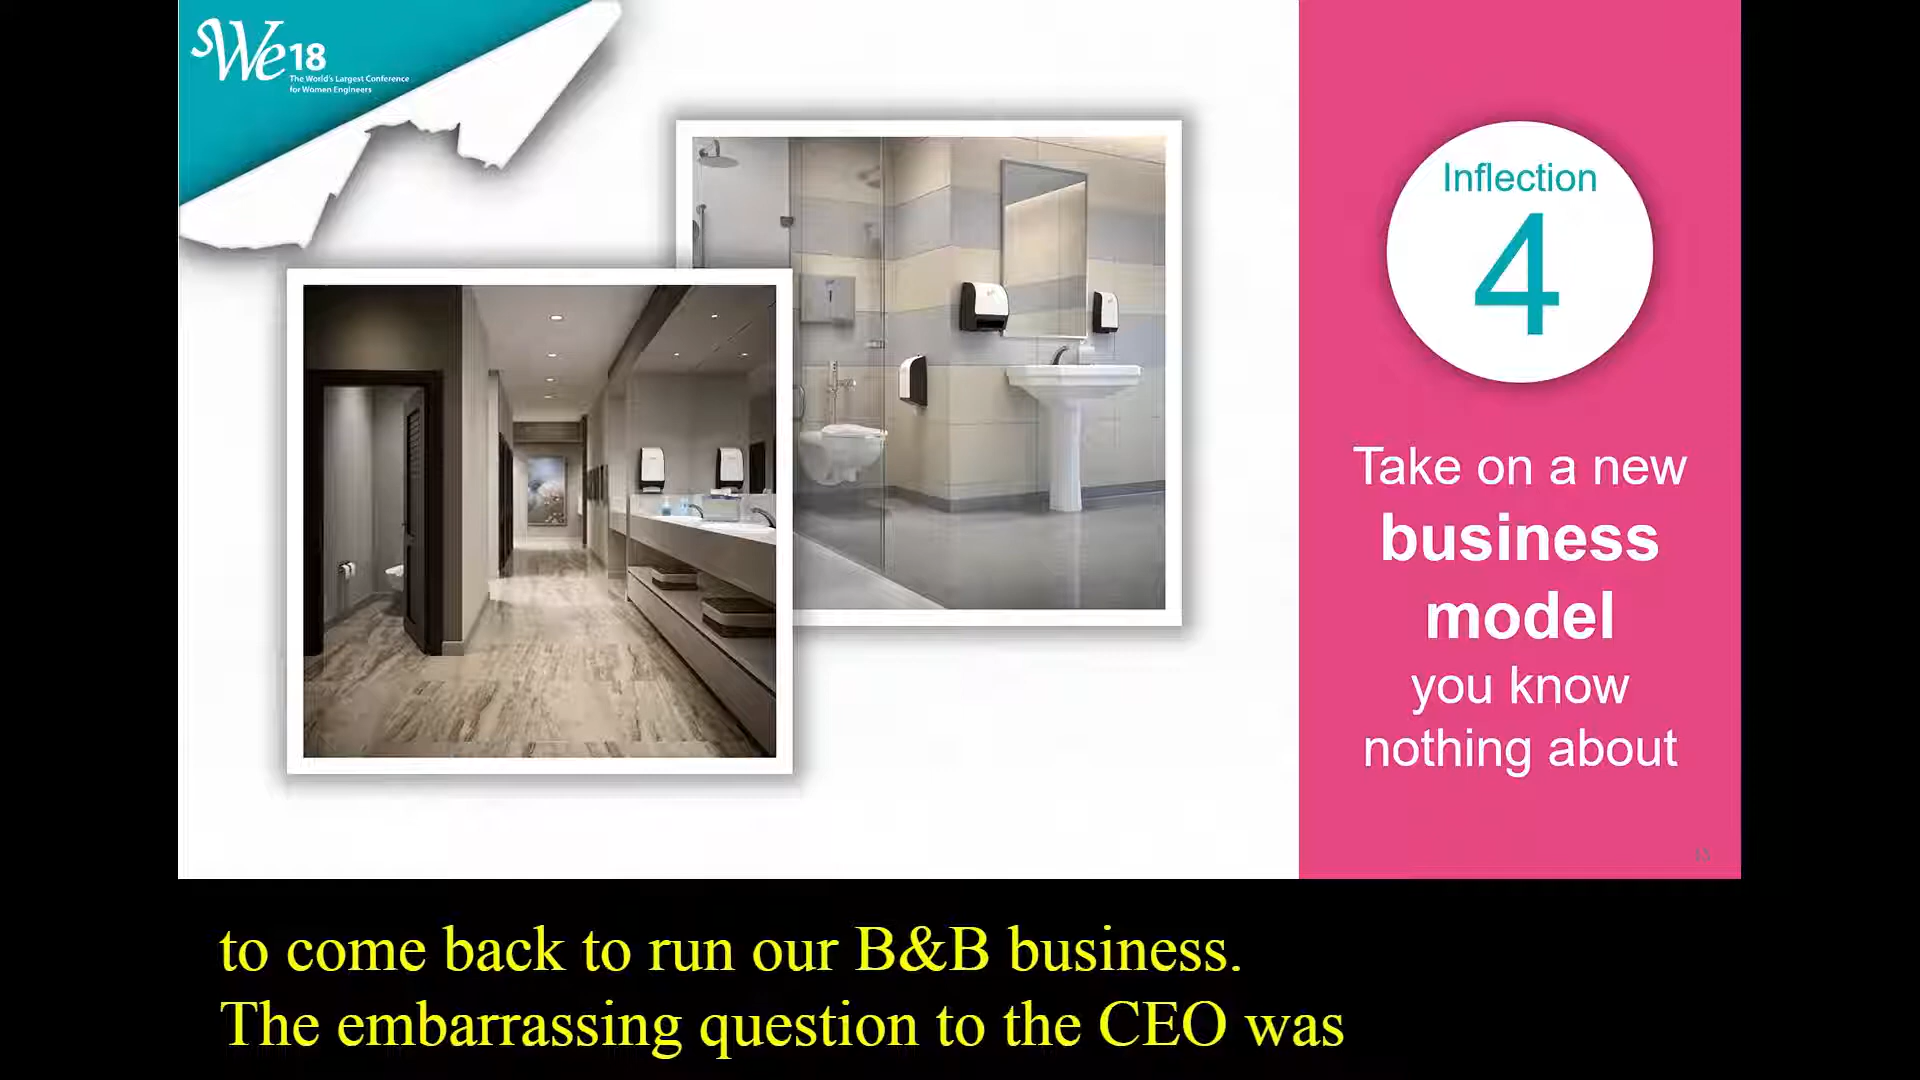 sWe18
The World's Largest Conference
for Women Engineers
Inflection
4
Take on a new
business
model
you know
nothing about
to come back to run our B&B business.
The embarrassing question to the CEO was